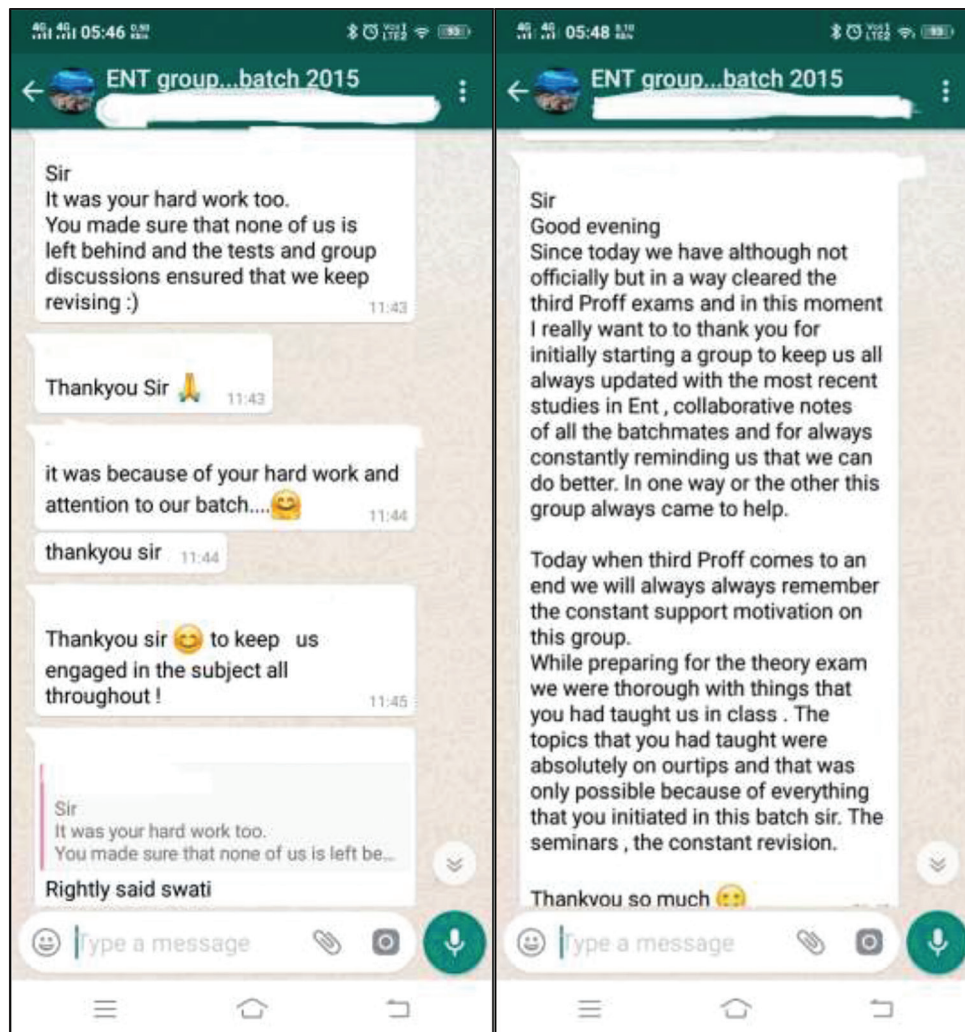 05:46
ENT group...batch 2015
Sir
It was your hard work too.
You made sure that none of us is
left behind and the tests and group
discussions ensured that we keep
revising :)
11:43
Thankyou Sir 🙏
11:43
it was because of your hard work and
attention to our batch....🤗
11:44
thankyou sir
11:44
Thankyou sir 😊 to keep us
engaged in the subject all
throughout !
11:45
Sir
It was your hard work too.
You made sure that none of us is left be...
Rightly said swati
Type a message
05:48
ENT group...batch 2015
Sir
Good evening
Since today we have although not
officially but in a way cleared the
third Proff exams and in this moment
I really want to to thank you for
initially starting a group to keep us all
always updated with the most recent
studies in Ent , collaborative notes
of all the batchmates and for always
constantly reminding us that we can
do better. In one way or the other this
group always came to help.
Today when third Proff comes to an
end we will always always remember
the constant support motivation on
this group.
While preparing for the theory exam
we were thorough with things that
you had taught us in class . The
topics that you had taught were
absolutely on ourtips and that was
only possible because of everything
that you initiated in this batch sir. The
seminars , the constant revision.
Thankyou so much 😊
Type a message